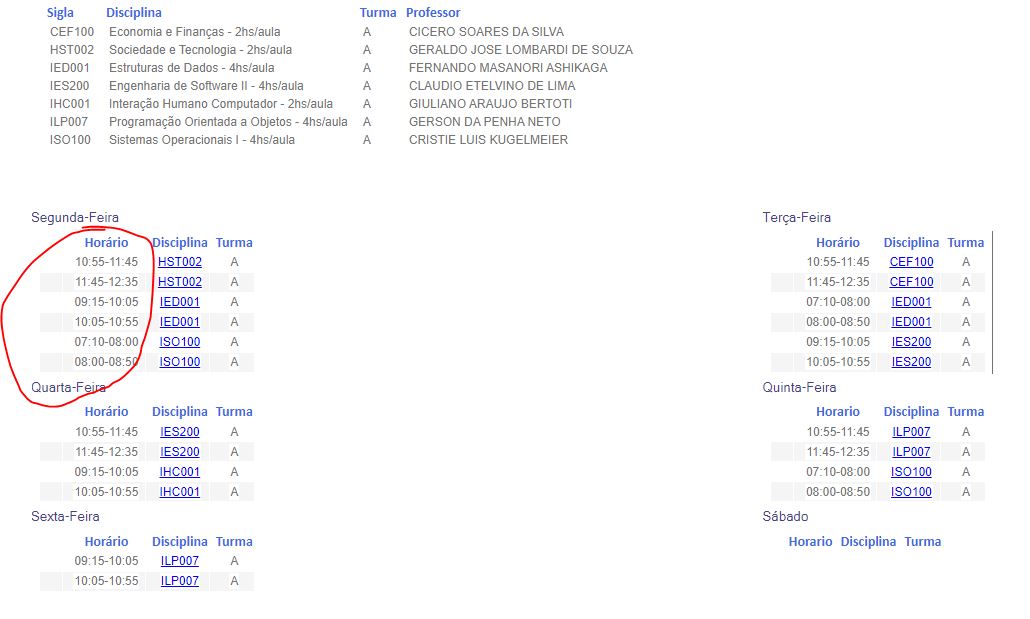 Sigla Disciplina Turma Professor
CEF100 Economia e Finanças - 2hs/aula A CICERO SOARES DA SILVA
HST002 Sociedade e Tecnologia - 2hs/aula A GERALDO JOSE LOMBARDI DE SOUZA
IED001 Estruturas de Dados - 4hs/aula A FERNANDO MASANORI ASHIKAGA
IES200 Engenharia de Software II - 4hs/aula A CLAUDIO ETELVINO DE LIMA
IHC001 Interação Humano Computador - 2hs/aula A GIULIANO ARAUJO BERTOTI
ILP007 Programação Orientada a Objetos - 4hs/aula A GERSON DA PENHA NETO
ISO100 Sistemas Operacionais I - 4hs/aula A CRISTIE LUIS KUGELMEIER
Segunda-Feira
Horário Disciplina Turma
10:55-11:45 HST002 A
11:45-12:35 HST002 A
09:15-10:05 IED001 A
10:05-10:55 IED001 A
07:10-08:00 ISO100 A
08:00-08:50 ISO100 A
Terça-Feira
Horário Disciplina Turma
10:55-11:45 CEF100 A
11:45-12:35 CEF100 A
07:10-08:00 IED001 A
08:00-08:50 IED001 A
09:15-10:05 IES200 A
10:05-10:55 IES200 A
Quarta-Feira
Horário Disciplina Turma
10:55-11:45 IES200 A
11:45-12:35 IES200 A
09:15-10:05 IHC001 A
10:05-10:55 IHC001 A
Quinta-Feira
Horario Disciplina Turma
10:55-11:45 ILP007 A
11:45-12:35 ILP007 A
07:10-08:00 ISO100 A
08:00-08:50 ISO100 A
Sexta-Feira
Horário Disciplina Turma
09:15-10:05 ILP007 A
10:05-10:55 ILP007 A
Sábado
Horario Disciplina Turma